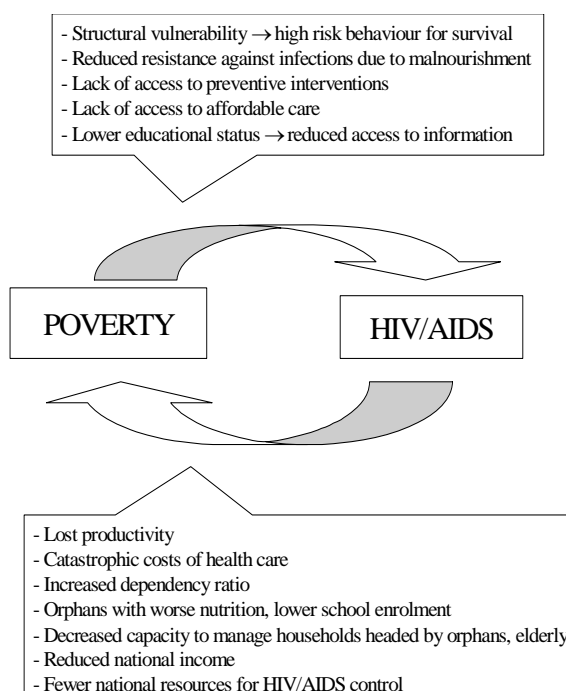 - Structural vulnerability → high risk behaviour for survival
- Reduced resistance against infections due to malnourishment
- Lack of access to preventive interventions
- Lack of access to affordable care
- Lower educational status → reduced access to information
POVERTY
HIV/AIDS
- Lost productivity
- Catastrophic costs of health care
- Increased dependency ratio
- Orphans with worse nutrition, lower school enrolment
- Decreased capacity to manage households headed by orphans, elderly
- Reduced national income
- Fewer national resources for HIV/AIDS control